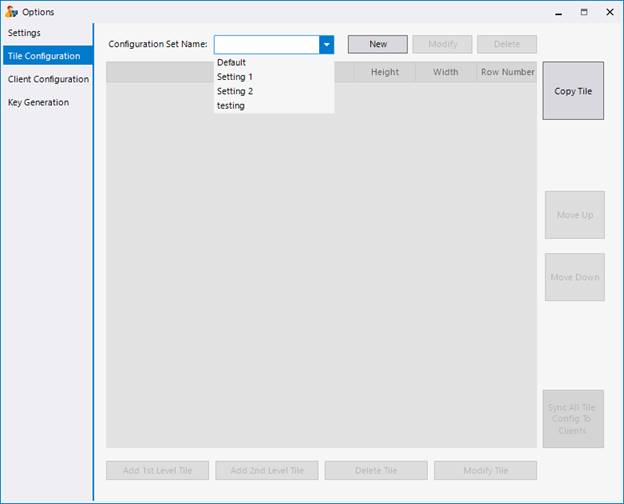 Options
Settings
Tile Configuration
Client Configuration
Key Generation
Configuration Set Name:
New
Modify
Delete
Default
Setting 1
Setting 2
testing
Height
Width
Row Number
Copy Tile
Move Up
Move Down
Sync All Tile
Config To
Clients
Add 1st Level Tile
Add 2nd Level Tile
Delete Tile
Modify Tile